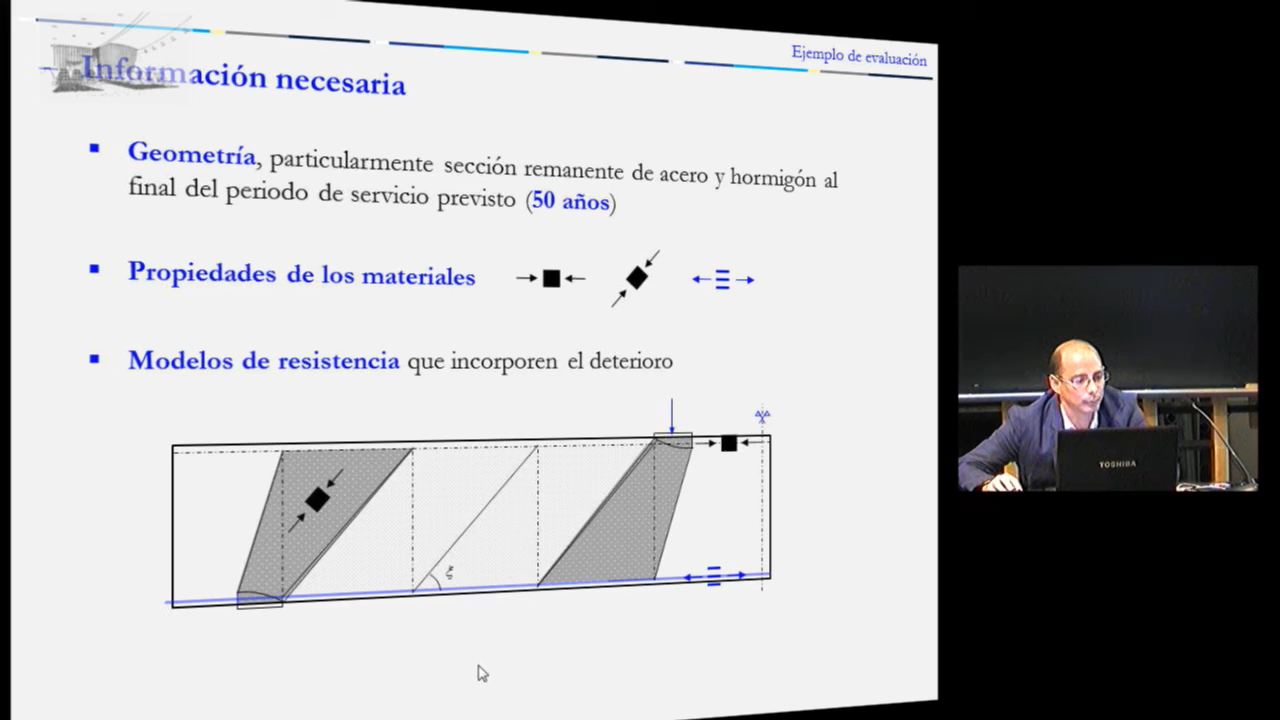 Ejemplo de evaluación
Información necesaria
Geometría, particularmente sección remanente de acero y hormigón al
final del periodo de servicio previsto (50 años)
Propiedades de los materiales
Modelos de resistencia que incorporen el deterioro
ξ
TOSHIBA